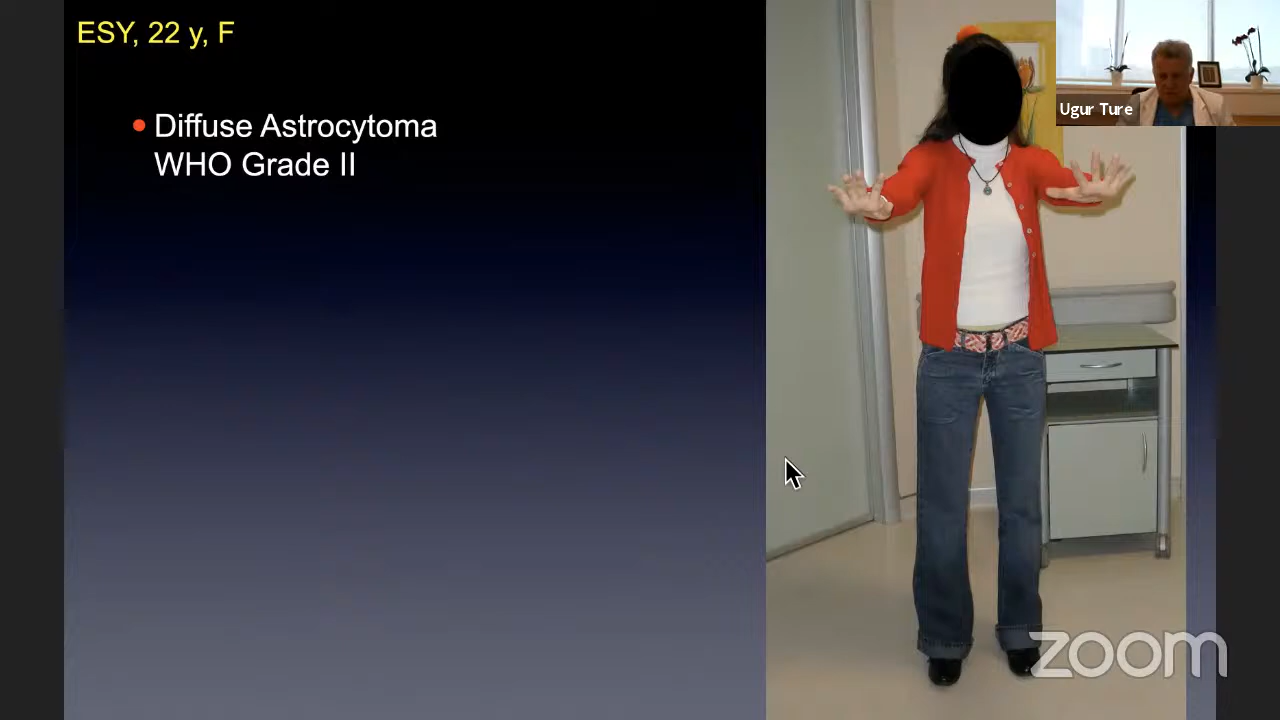 ESY, 22 y, F
Diffuse Astrocytoma
WHO Grade II
Ugur Ture
zoom